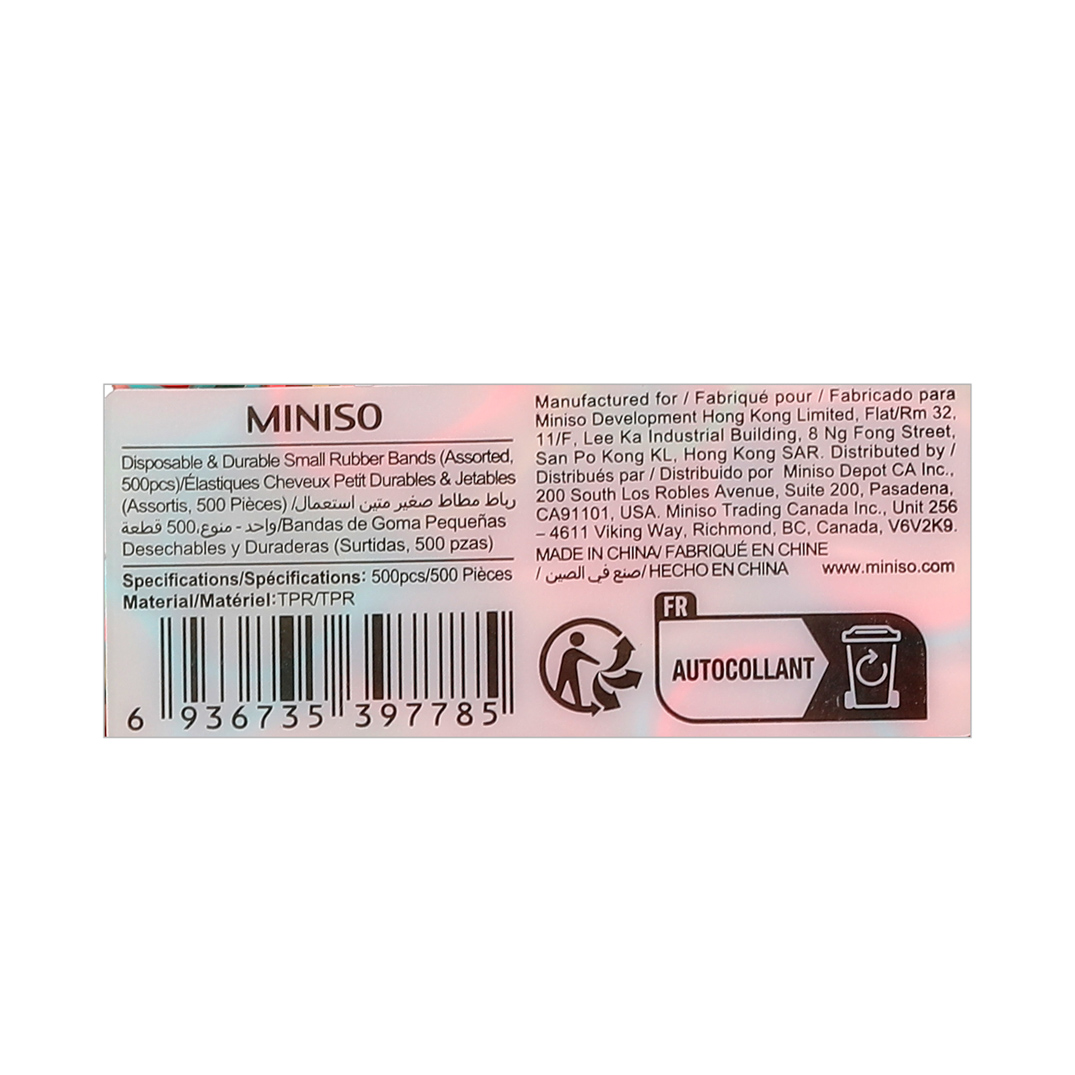 MINISO
Disposable & Durable Small Rubber Bands (Assorted,
500pcs)/Élastiques Cheveux Petit Durables & Jetables
(Assortis, 500 Pièces) /رباط مطاط صغير متين استعمال
واحد - منوع،500 قطعة/Bandas de Goma Pequeñas
Desechables y Duraderas (Surtidas, 500 pzas)
Specifications/Spécifications: 500pcs/500 Pièces
Material/Matériel:TPR/TPR
6 936735 397785
Manufactured for / Fabriqué pour / Fabricado para
Miniso Development Hong Kong Limited, Flat/Rm 32,
11/F, Lee Ka Industrial Building, 8 Ng Fong Street,
San Po Kong KL, Hong Kong SAR. Distributed by /
Distribués par / Distribuido por Miniso Depot CA Inc.,
200 South Los Robles Avenue, Suite 200, Pasadena,
CA91101, USA. Miniso Trading Canada Inc., Unit 256
– 4611 Viking Way, Richmond, BC, Canada, V6V2K9.
MADE IN CHINA/ FABRIQUÉ EN CHINE
/ صنع في الصين/ HECHO EN CHINA www.miniso.com
FR
AUTOCOLLANT